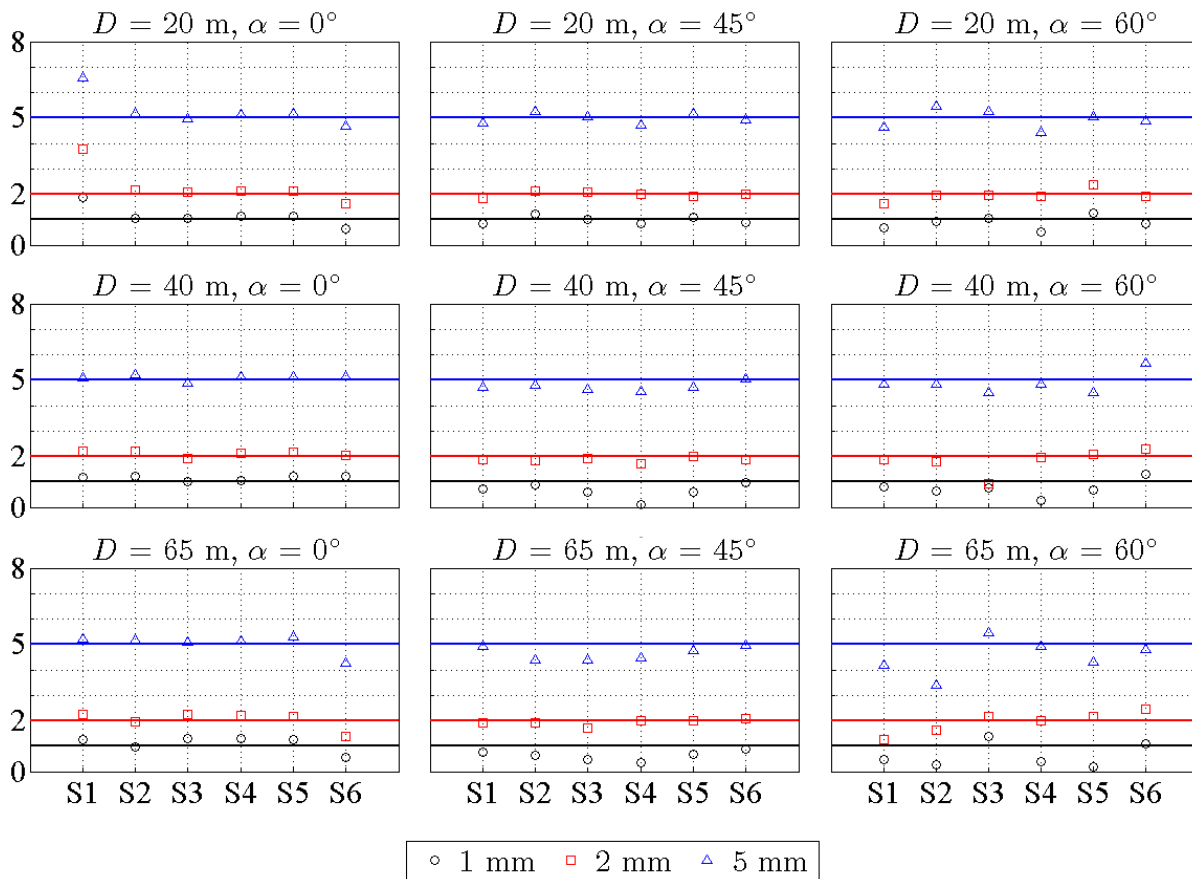 D = 20 m, α = 0°
D = 20 m, α = 45°
D = 20 m, α = 60°
8
5
2
0
D = 40 m, α = 0°
D = 40 m, α = 45°
D = 40 m, α = 60°
8
5
2
0
D = 65 m, α = 0°
D = 65 m, α = 45°
D = 65 m, α = 60°
8
5
2
0
S1 S2 S3 S4 S5 S6
S1 S2 S3 S4 S5 S6
S1 S2 S3 S4 S5 S6
1 mm 2 mm 5 mm